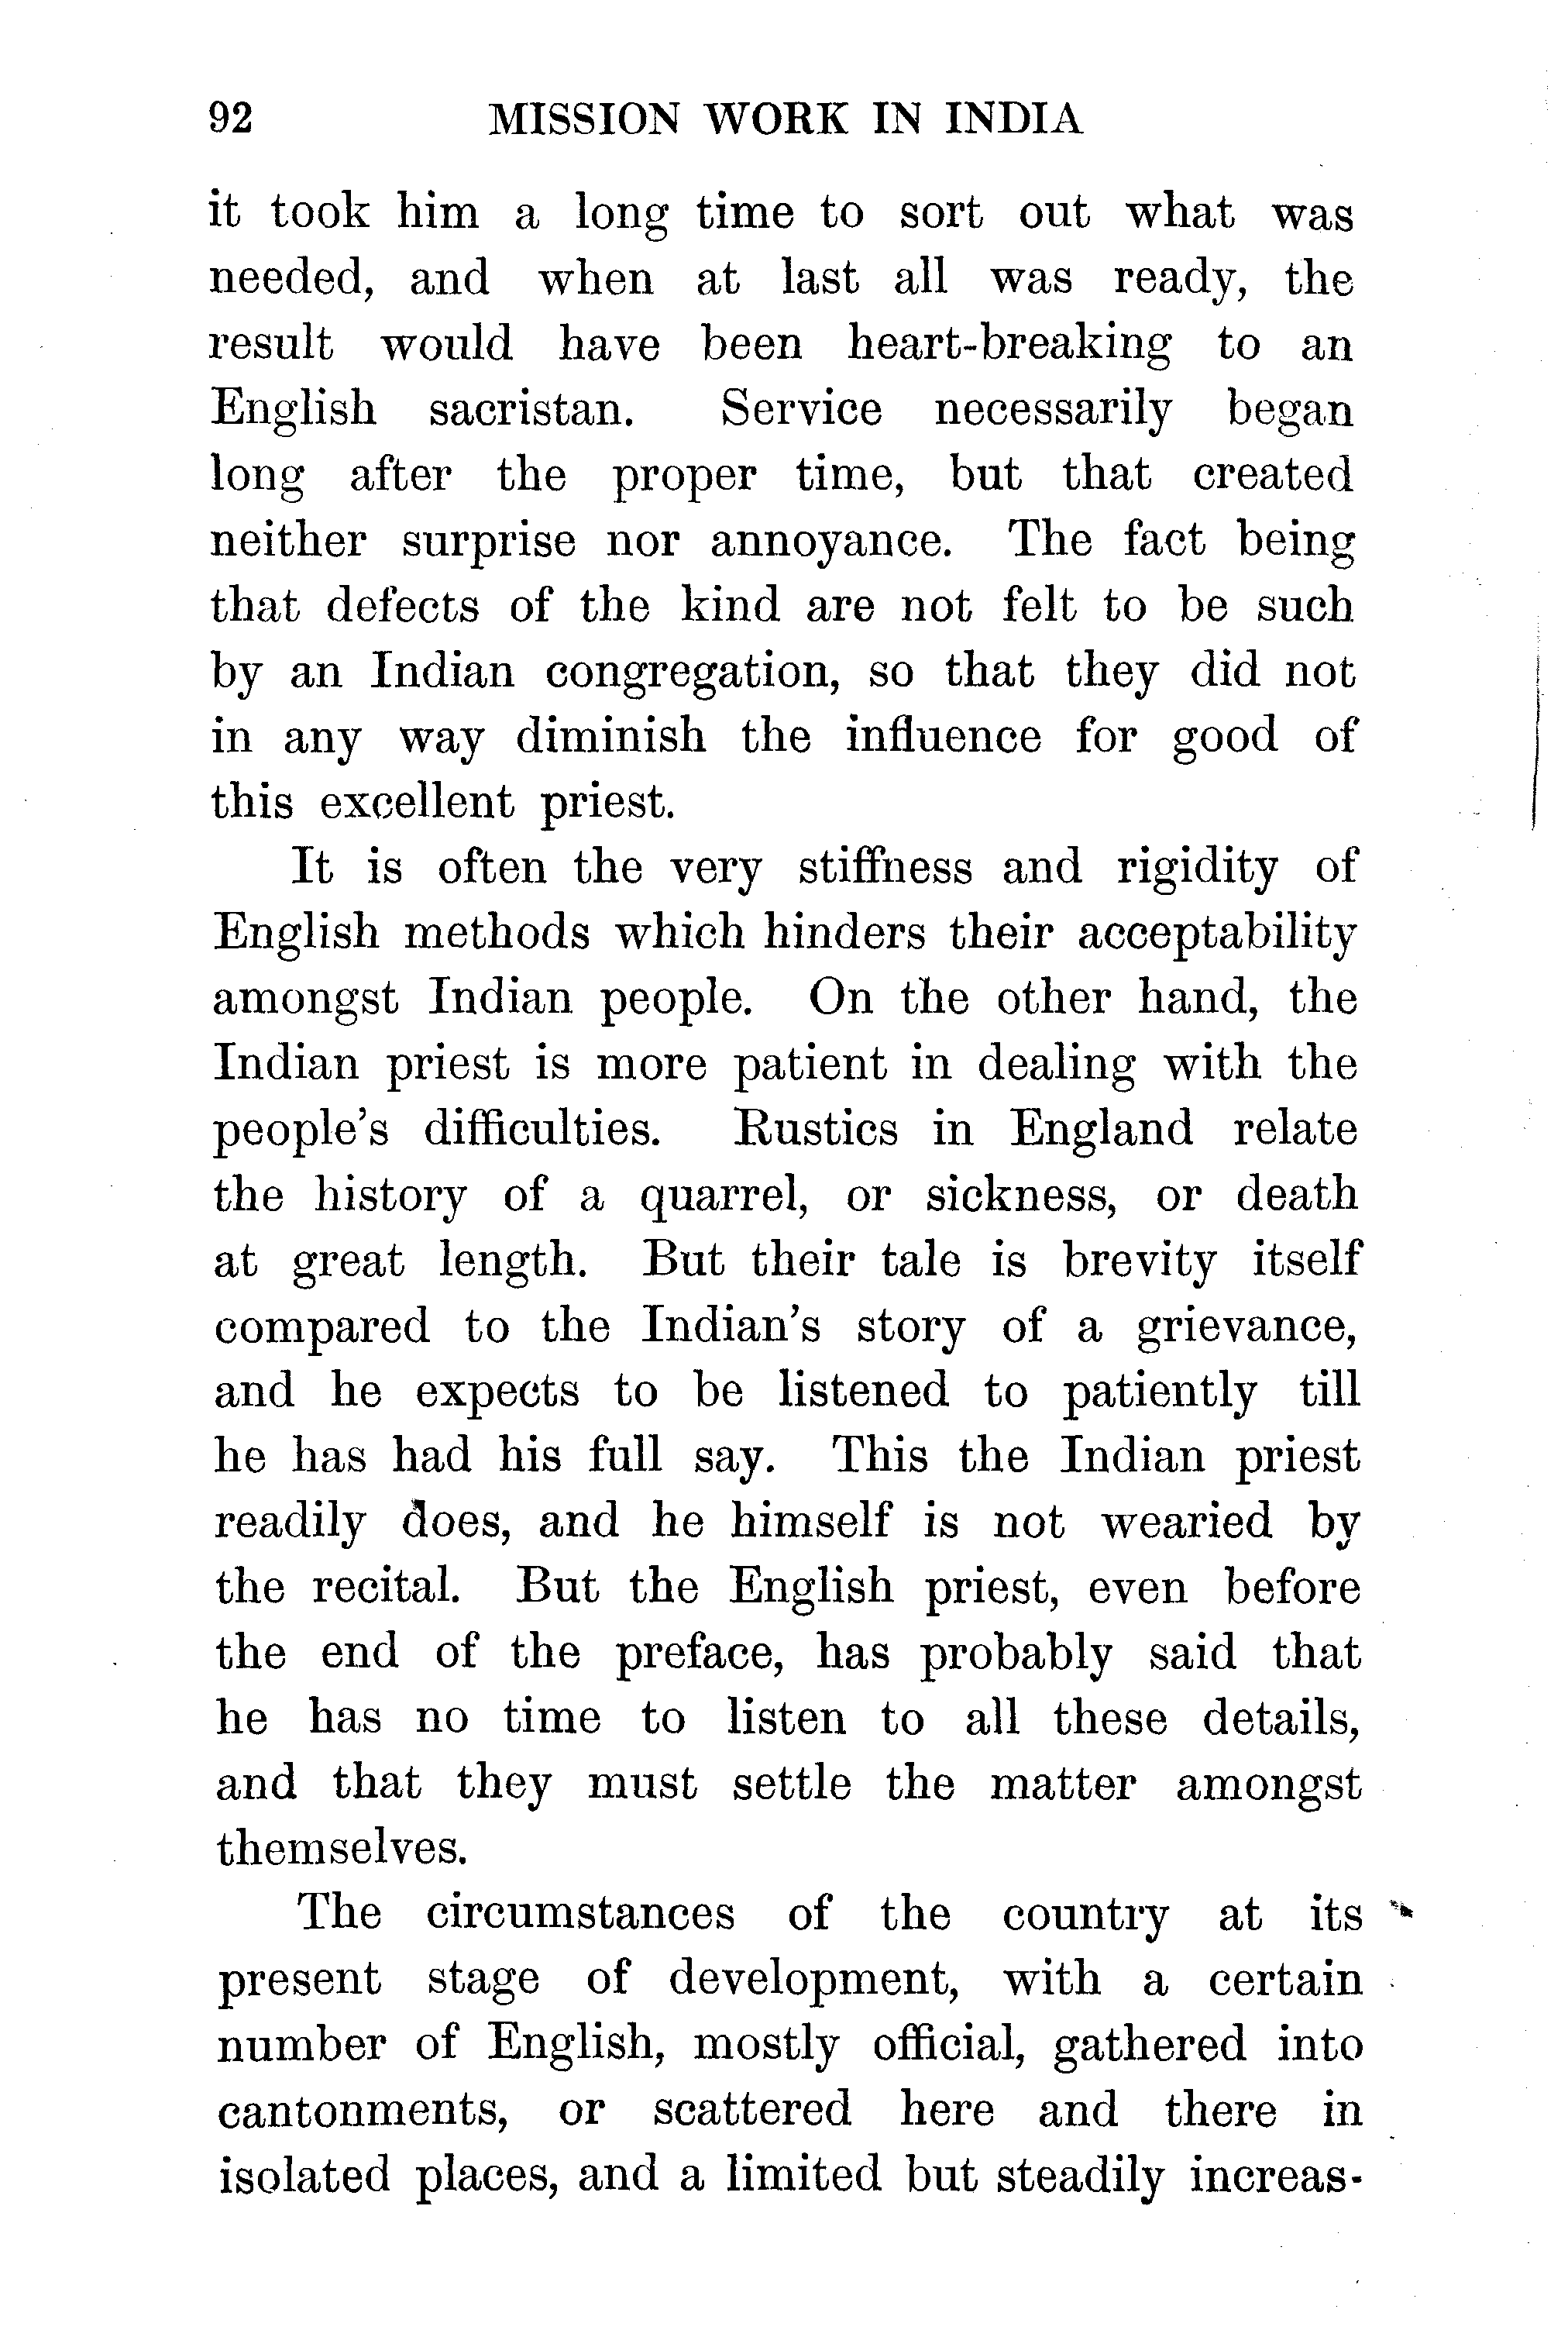 92 MISSION WORK IN INDIA
it took him a long time to sort out what was
needed, and when at last all was ready, the
result would have been heart-breaking to an
English sacristan. Service necessarily began
long after the proper time, but that created
neither surprise nor annoyance. The fact being
that defects of the kind are not felt to be such
by an Indian congregation, so that they did not
in any way diminish the influence for good of
this excellent priest.
It is often the very stiffness and rigidity of
English methods which hinders their acceptability
amongst Indian people. On the other hand, the
Indian priest is more patient in dealing with the
people's difficulties. Rustics in England relate
the history of a quarrel, or sickness, or death
at great length. But their tale is brevity itself
compared to the Indian's story of a grievance,
and he expects to be listened to patiently till
he has had his full say. This the Indian priest
readily does, and he himself is not wearied by
the recital. But the English priest, even before
the end of the preface, has probably said that
he has no time to listen to all these details,
and that they must settle the matter amongst
themselves.
The circumstances of the country at its
present stage of development, with a certain
number of English, mostly official, gathered into
cantonments, or scattered here and there in
isolated places, and a limited but steadily increas-